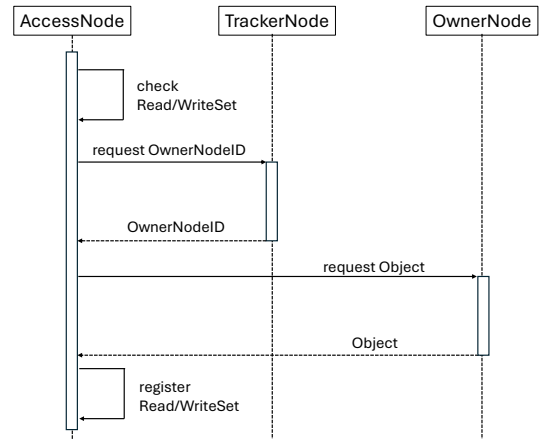 AccessNode
TrackerNode
OwnerNode
check
Read/WriteSet
request OwnerNodeID
OwnerNodeID
request Object
Object
register
Read/WriteSet